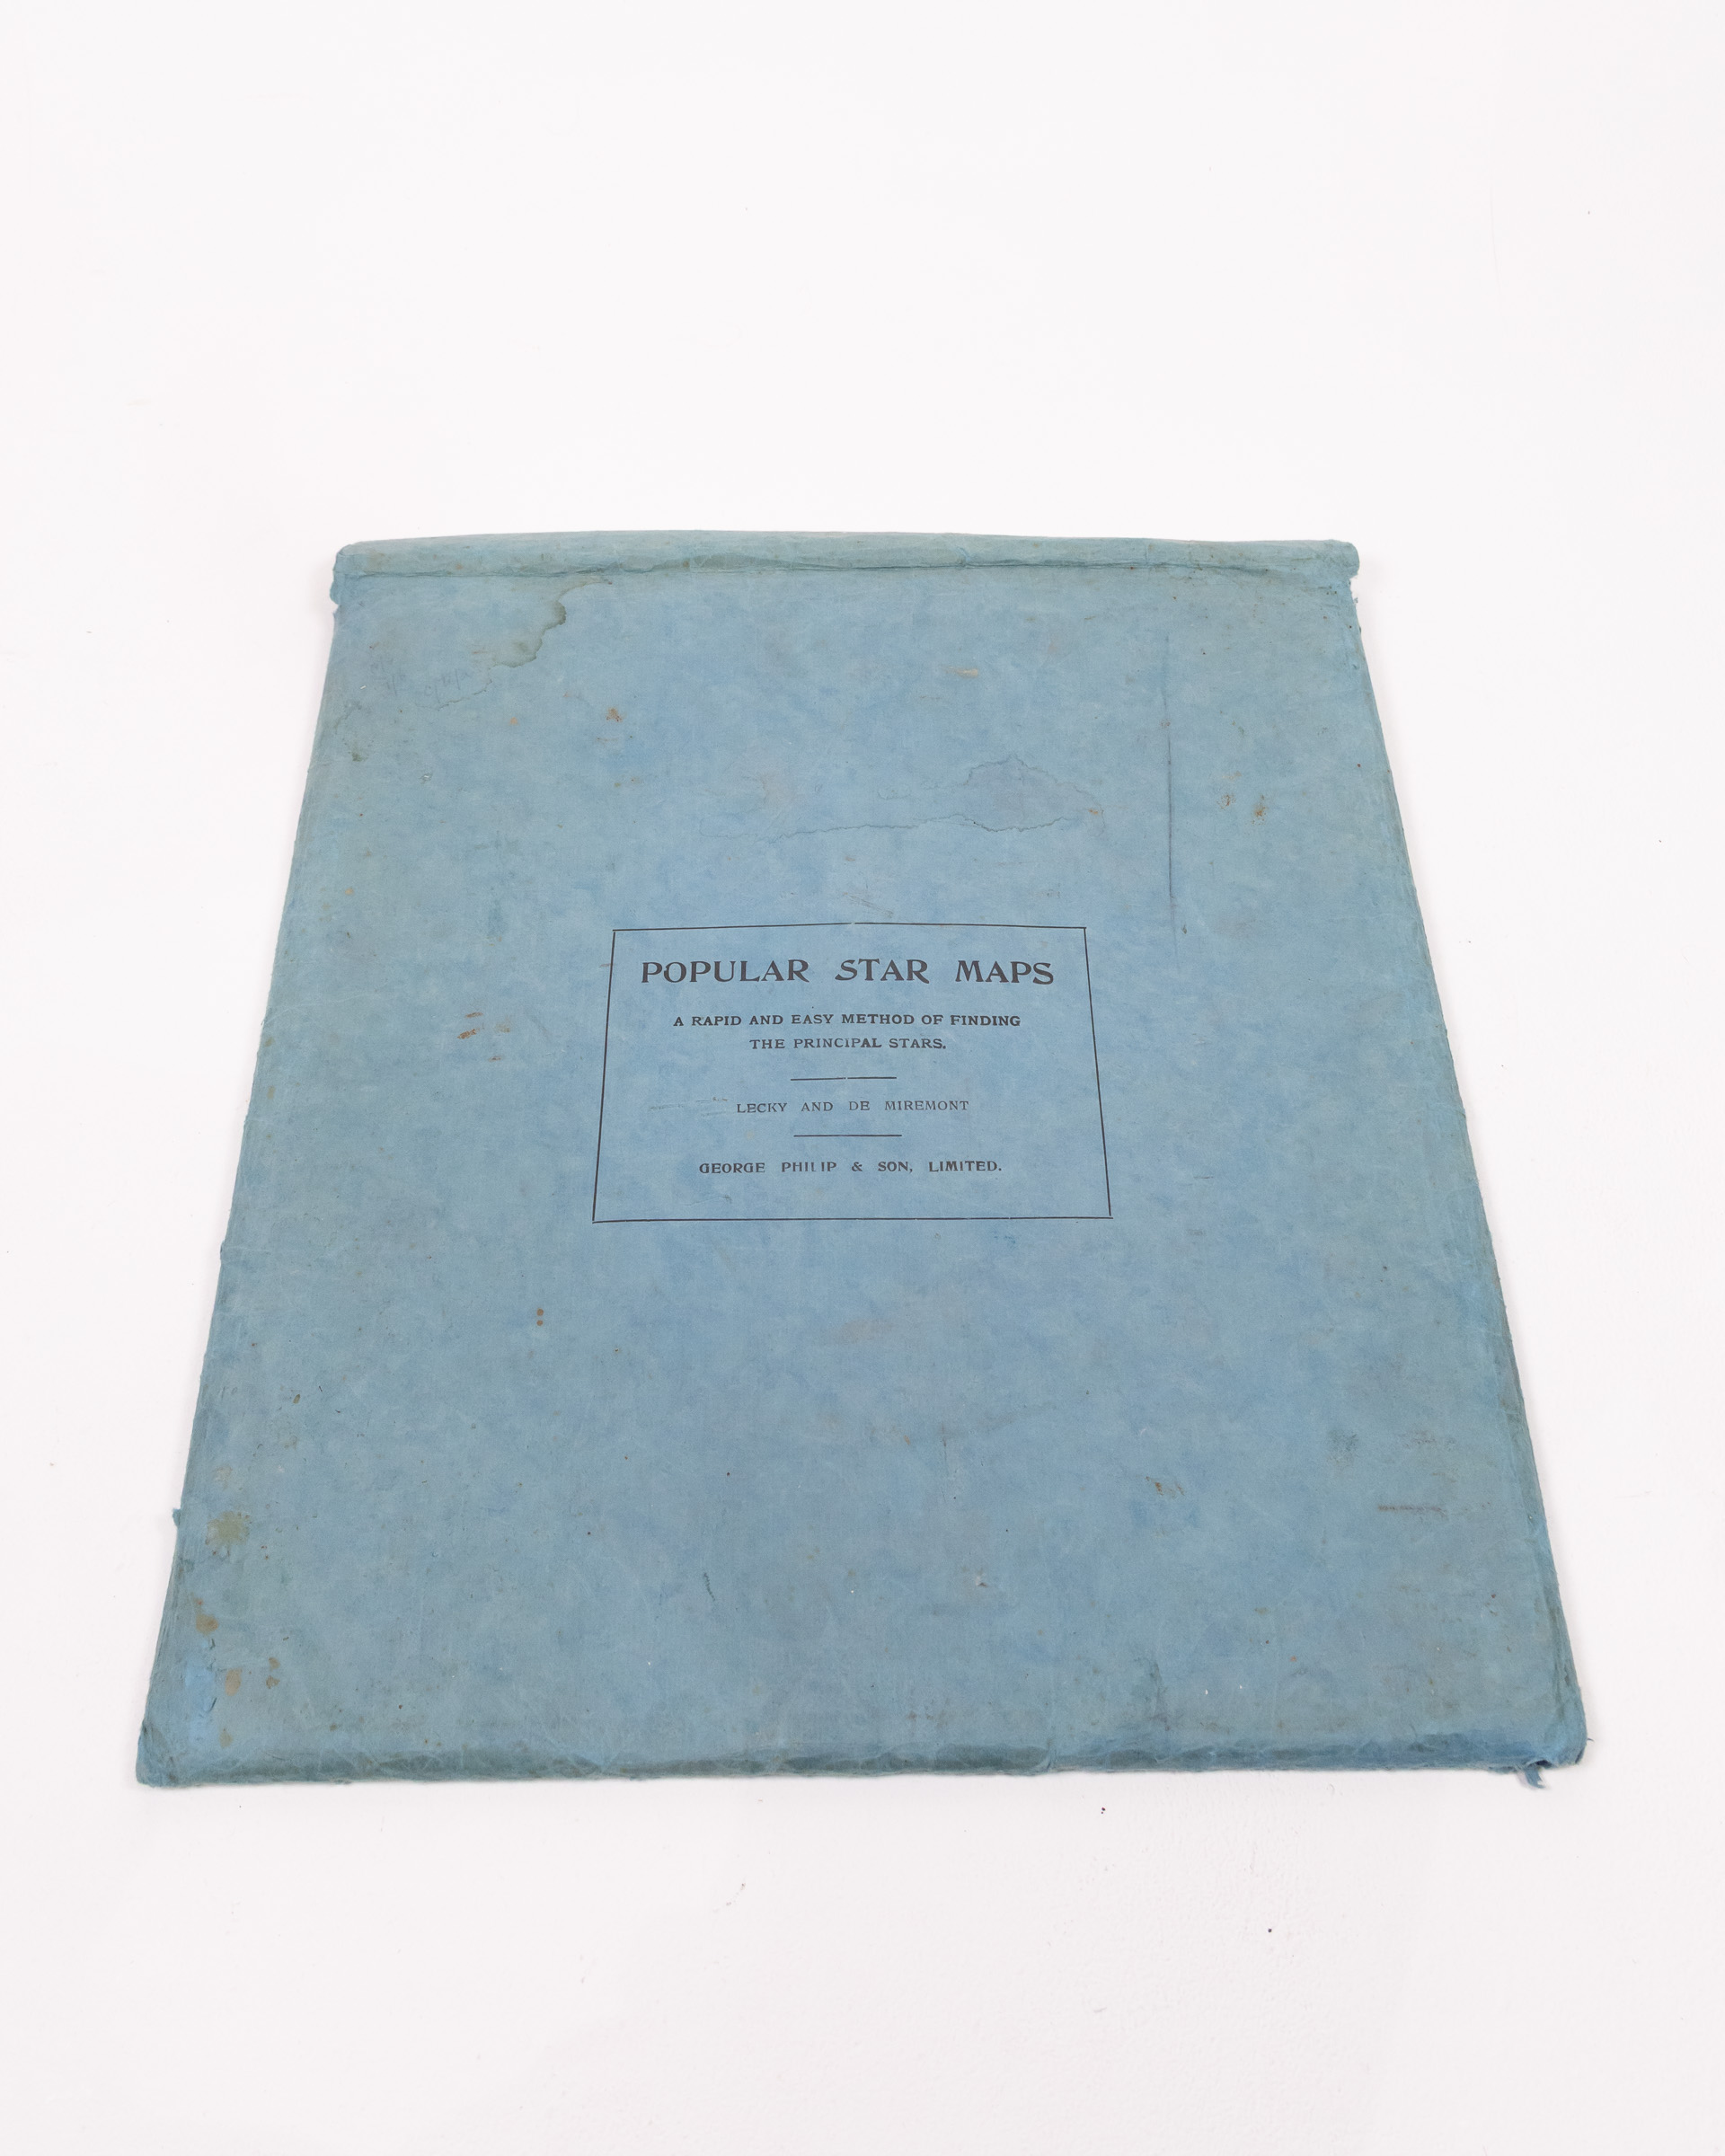 POPULAR STAR MAPS
A RAPID AND EASY METHOD OF FINDING
THE PRINCIPAL STARS.
LECKY AND DE MIREMONT
GEORGE PHILIP & SON, LIMITED.